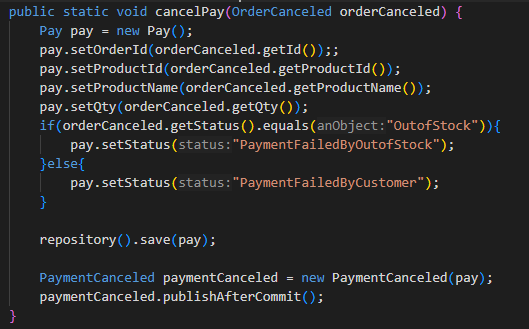 public static void cancelPay(OrderCanceled orderCanceled) {
    Pay pay = new Pay();
    pay.setOrderId(orderCanceled.getId());;
    pay.setProductId(orderCanceled.getProductId());
    pay.setProductName(orderCanceled.getProductName());
    pay.setQty(orderCanceled.getQty());
    if(orderCanceled.getStatus().equals(anObject:"OutofStock")){
        pay.setStatus(status:"PaymentFailedByOutofStock");
    }else{
        pay.setStatus(status:"PaymentFailedByCustomer");
    }
    repository().save(pay);
    PaymentCanceled paymentCanceled = new PaymentCanceled(pay);
    paymentCanceled.publishAfterCommit();
}